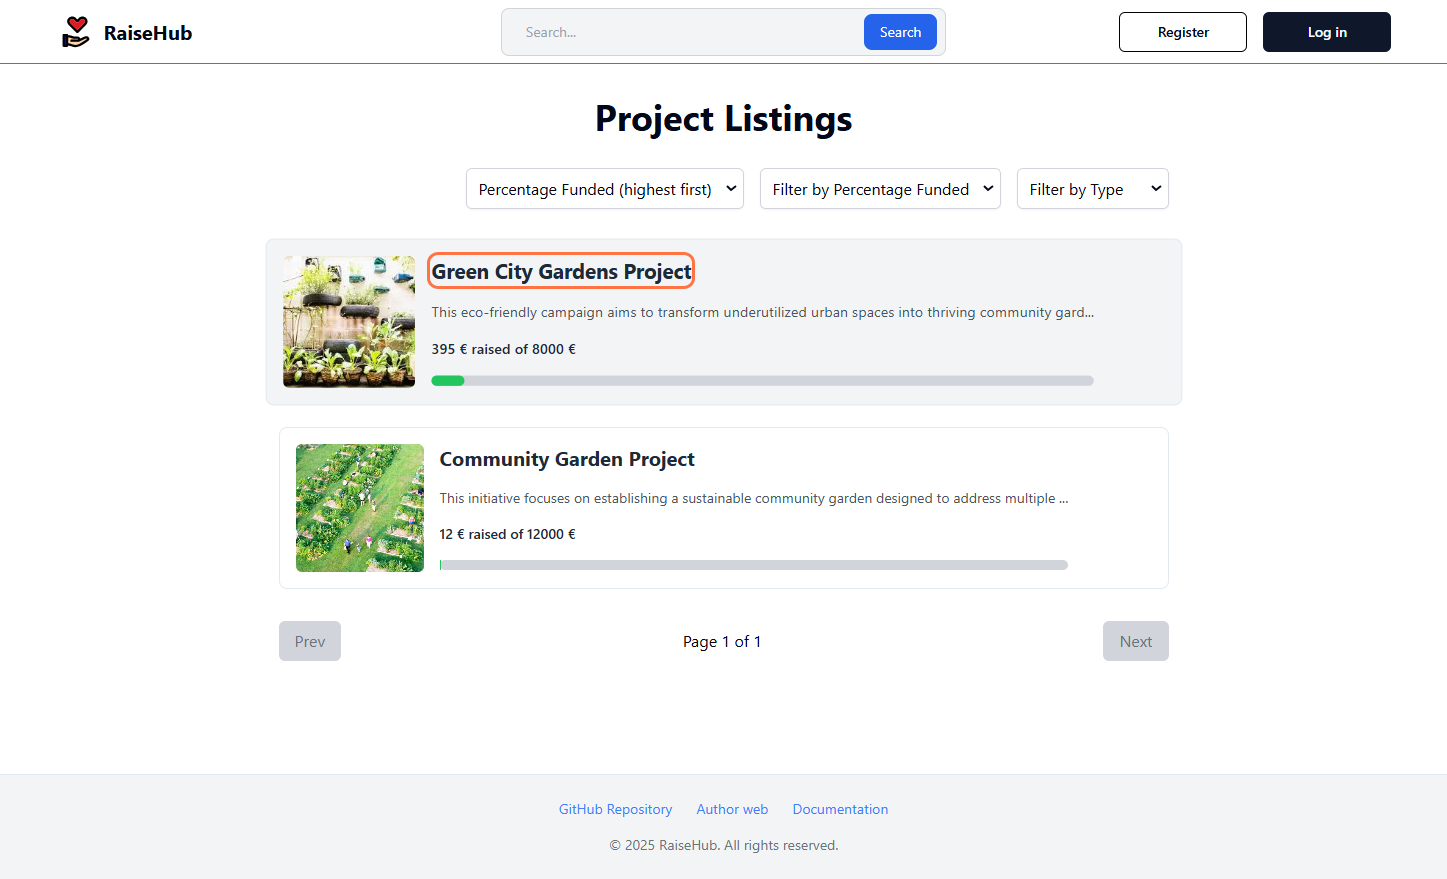 RaiseHub
Search...
Search
Register
Log in
Project Listings
Percentage Funded (highest first)
Filter by Percentage Funded
Filter by Type
Green City Gardens Project
This eco-friendly campaign aims to transform underutilized urban spaces into thriving community gard...
395 € raised of 8000 €
Community Garden Project
This initiative focuses on establishing a sustainable community garden designed to address multiple ...
12 € raised of 12000 €
Prev
Page 1 of 1
Next
GitHub Repository
Author web
Documentation
© 2025 RaiseHub. All rights reserved.